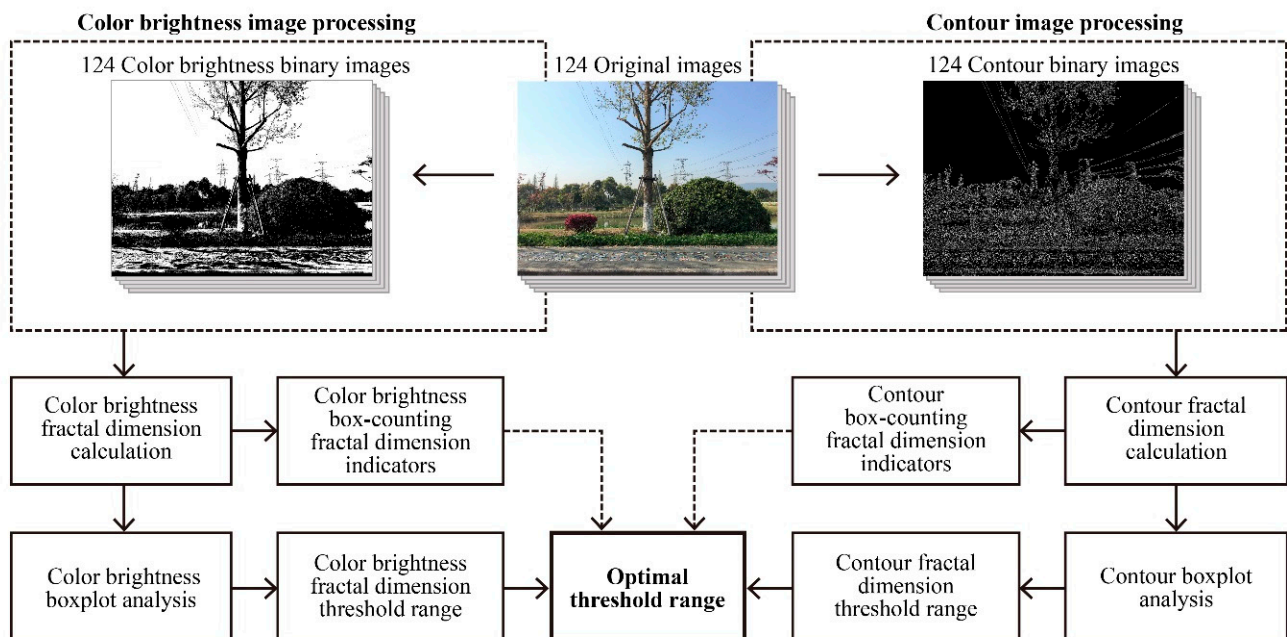 Color brightness image processing
Contour image processing
124 Color brightness binary images
124 Original images
124 Contour binary images
Color brightness
fractal dimension
calculation
Color brightness
box-counting
fractal dimension
indicators
Contour
box-counting
fractal dimension
indicators
Contour fractal
dimension
calculation
Color brightness
boxplot analysis
Color brightness
fractal dimension
threshold range
Optimal
threshold range
Contour fractal
dimension
threshold range
Contour boxplot
analysis